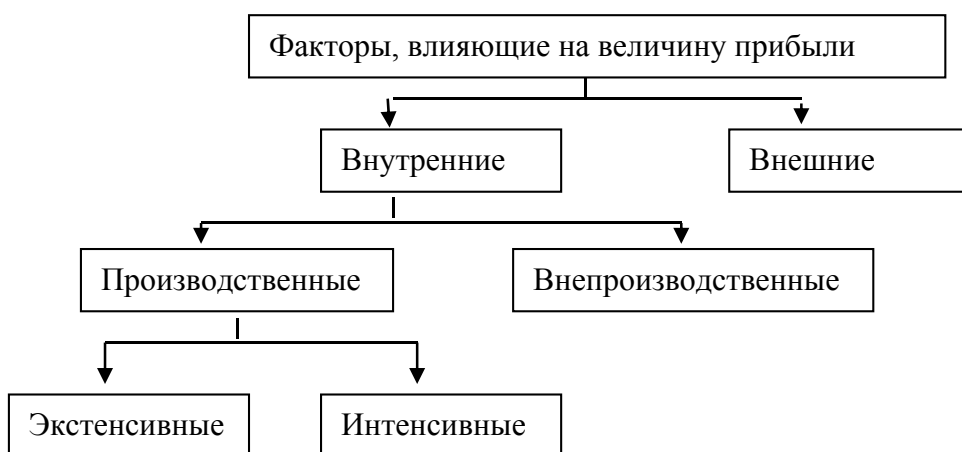 Факторы, влияющие на величину прибыли
Внутренние
Внешние
Производственные
Внепроизводственные
Экстенсивные
Интенсивные